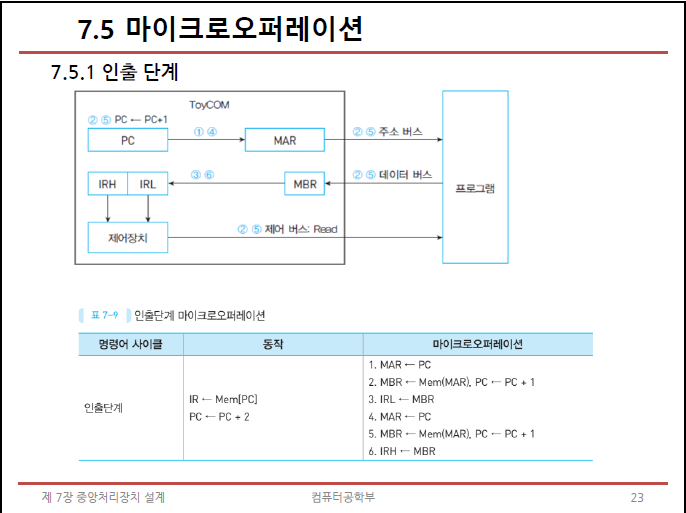 7.5 마이크로오퍼레이션
7.5.1 인출 단계
ToyCOM
② ⑤ PC ← PC+1
PC
① ④
MAR
② ⑤ 주소 버스
IRH
IRL
③ ⑥
MBR
② ⑤ 데이터 버스
프로그램
제어장치
② ⑤ 제어 버스: Read
표 7-9 인출단계 마이크로오퍼레이션
명령어 사이클 동작 마이크로오퍼레이션
인출단계
IR ← Mem[PC]
PC ← PC + 2
1. MAR ← PC
2. MBR ← Mem(MAR), PC ← PC + 1
3. IRL ← MBR
4. MAR ← PC
5. MBR ← Mem(MAR), PC ← PC + 1
6. IRH ← MBR
제 7장 중앙처리장치 설계 컴퓨터공학부 23